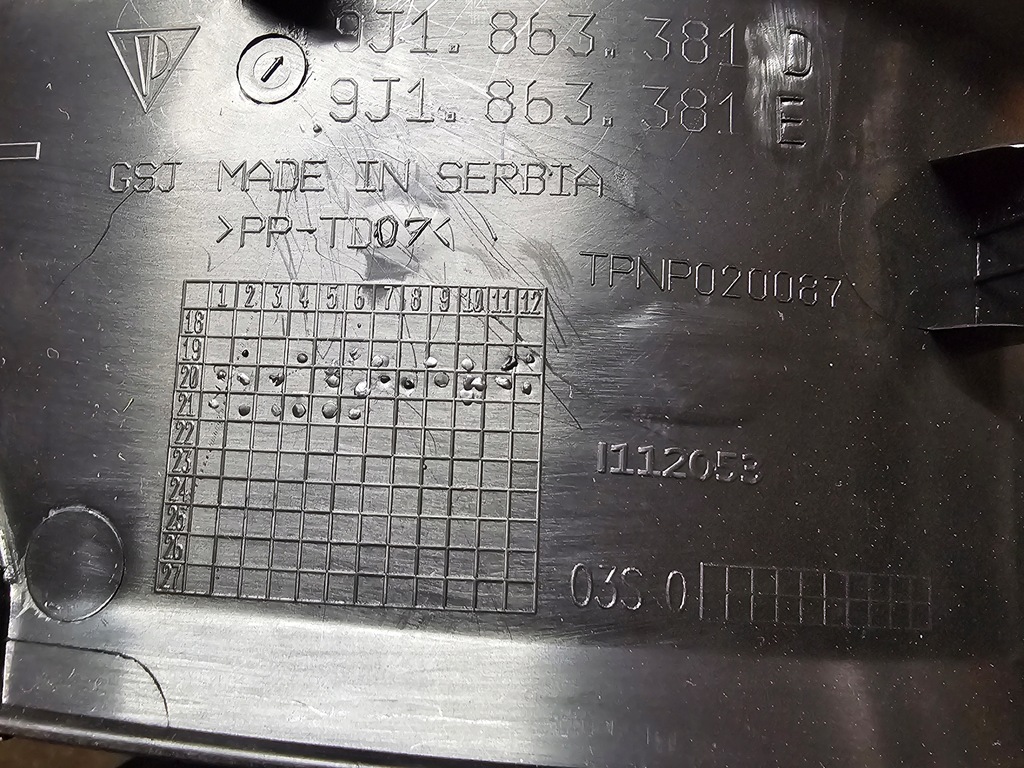 9J1. 863. 381 D
9J1. 863. 381 E
GSJ MADE IN SERBIA
>PP-TD07<
TPNP020087
1 2 3 4 5 6 7 8 9 10 11 12
18
19
20
21
22
23
24
25
26
27
I112053
03S 0